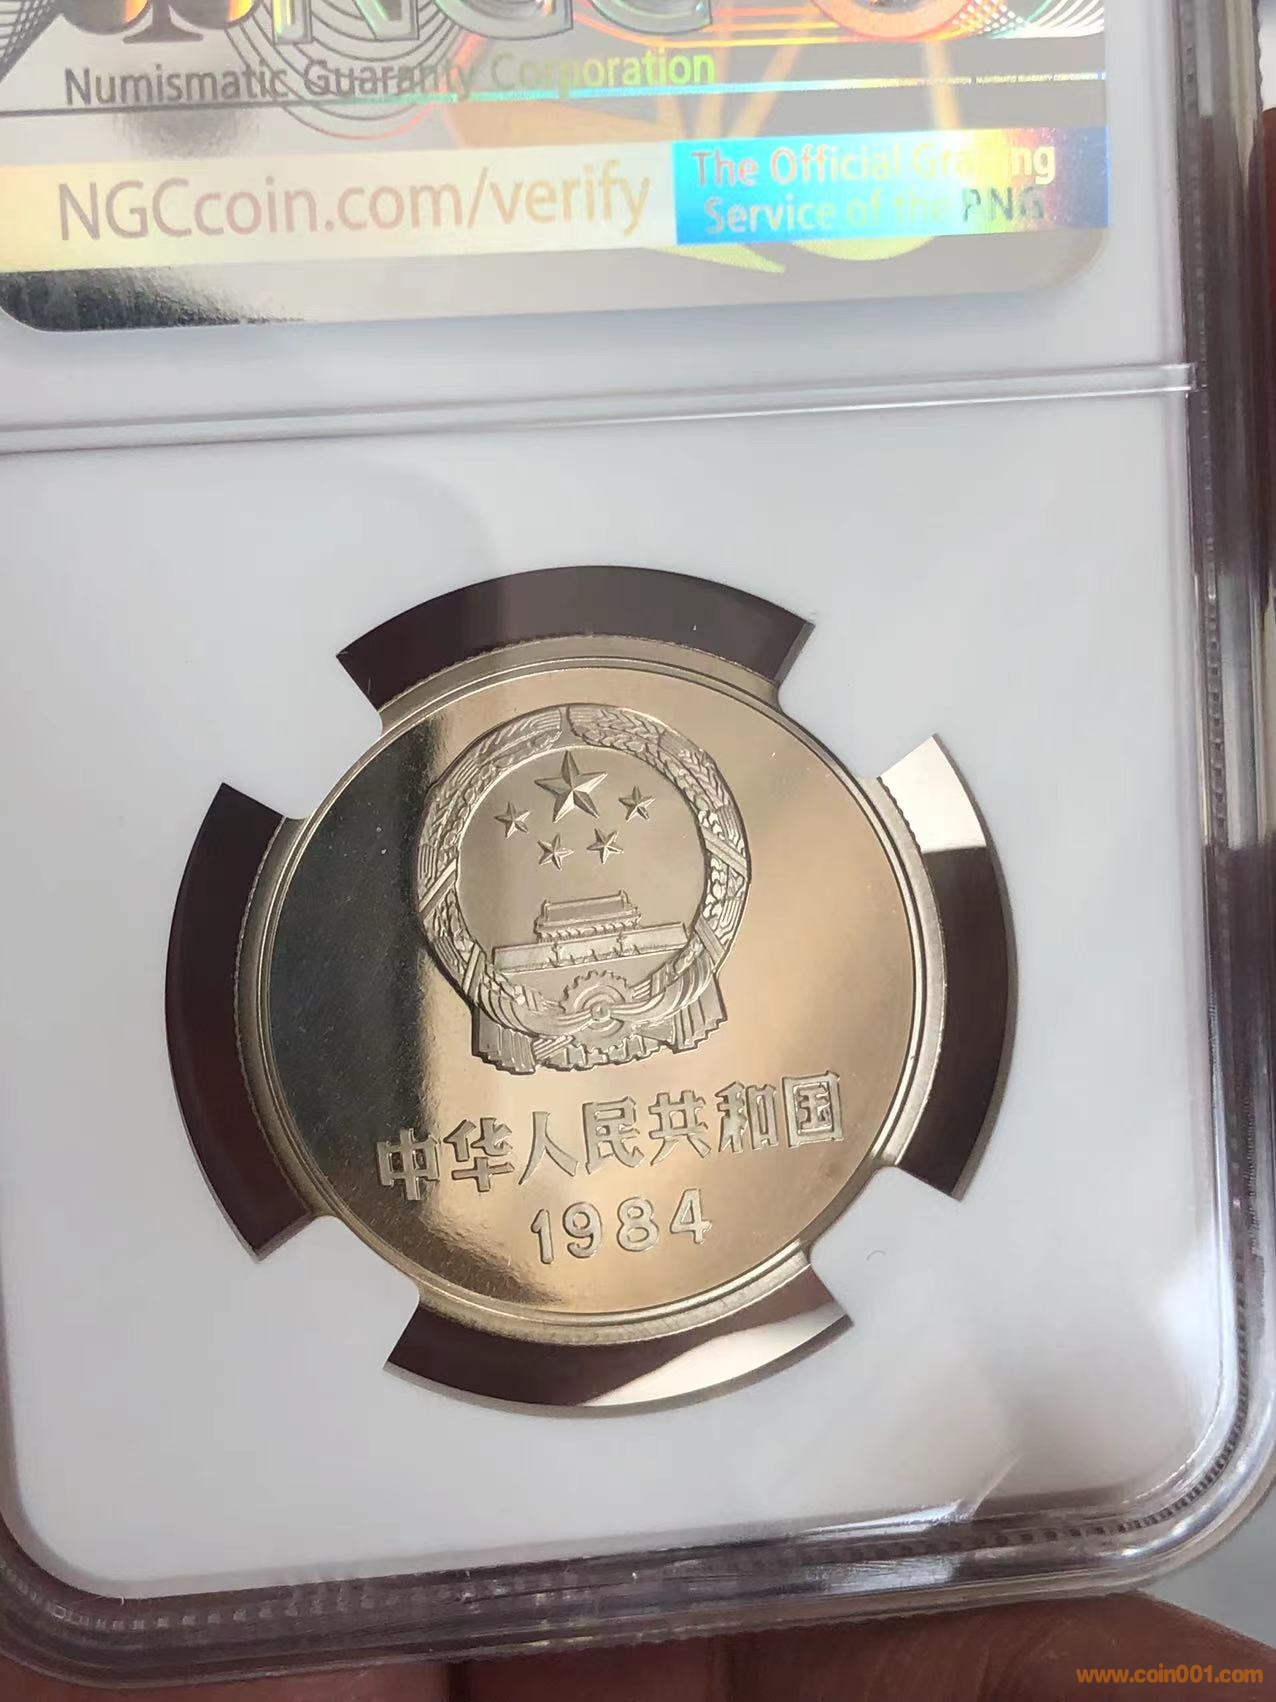 NGC
Numismatic Guaranty Corporation
NGCcoin.com/verify
The Official Grading
Service of the PNG
中华人民共和国
1984
www.coin001.com